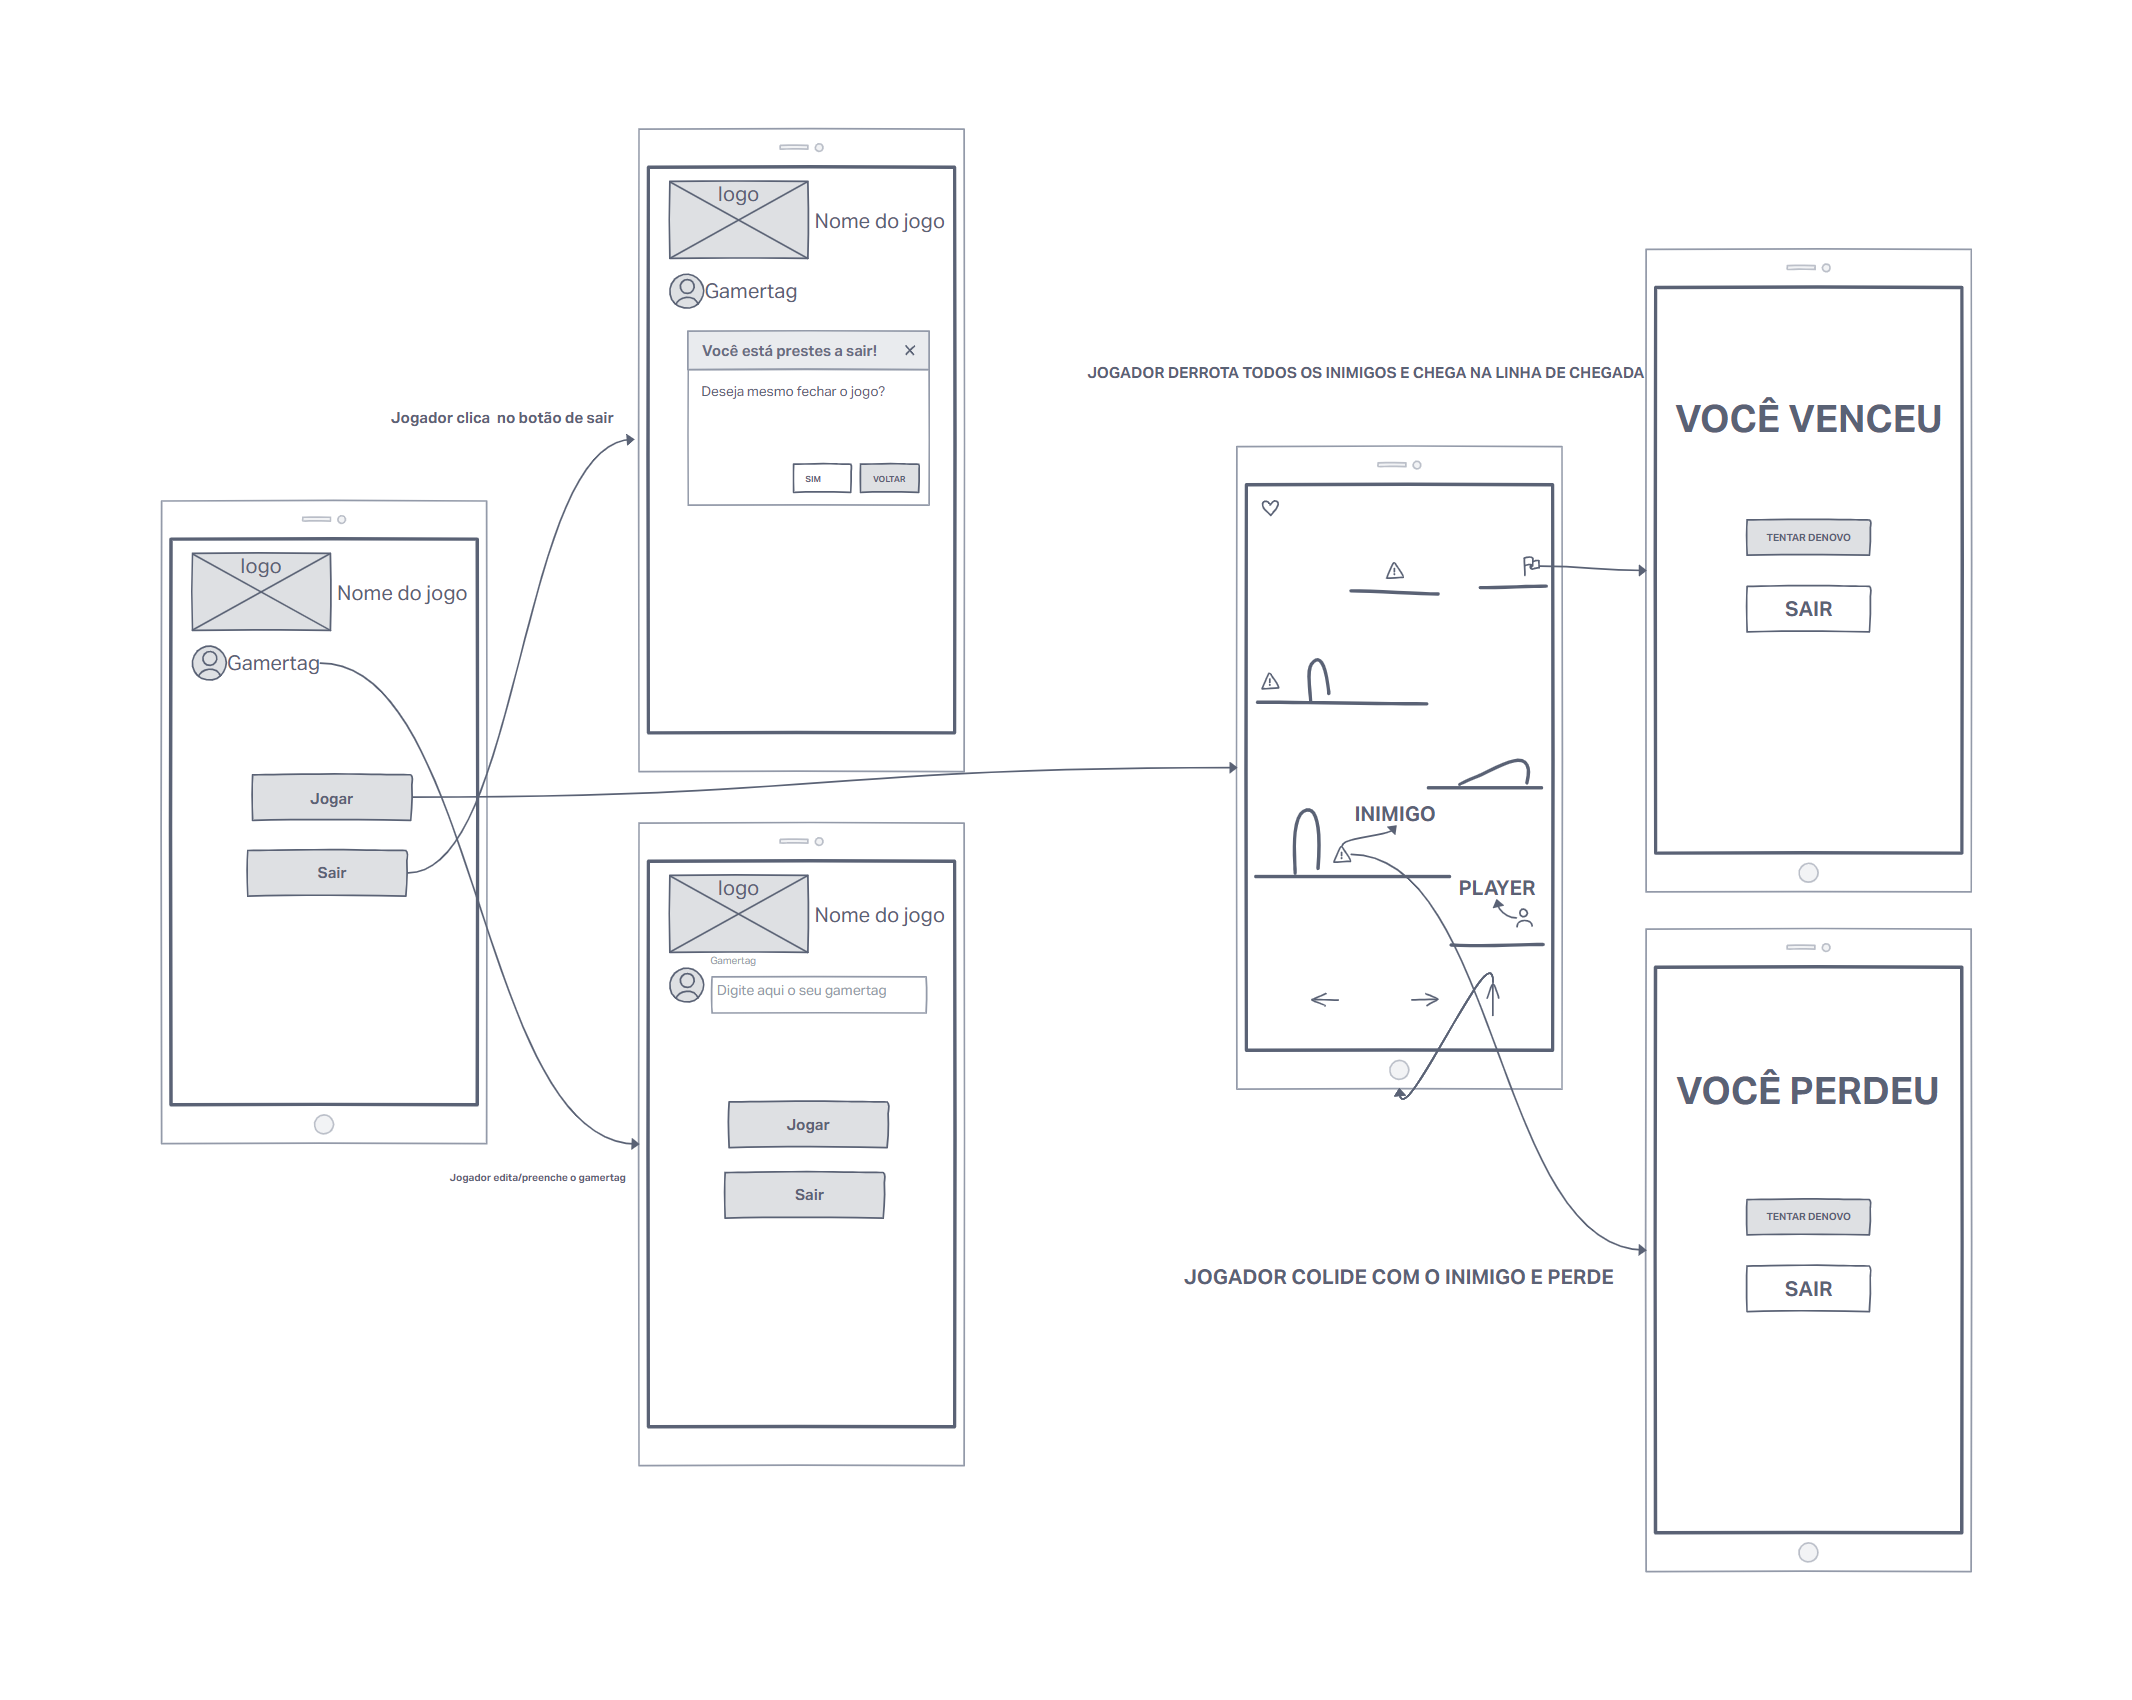 logo
Nome do jogo
Gamertag
Jogar
Sair
Jogador clica  no botão de sair
logo
Nome do jogo
Gamertag
Você está prestes a sair!
Deseja mesmo fechar o jogo?
SIM
VOLTAR
Jogador edita/preenche o gamertag
logo
Nome do jogo
Gamertag
Digite aqui o seu gamertag
Jogar
Sair
INIMIGO
PLAYER
JOGADOR DERROTA TODOS OS INIMIGOS E CHEGA NA LINHA DE CHEGADA
VOCÊ VENCEU
TENTAR DENOVO
SAIR
JOGADOR COLIDE COM O INIMIGO E PERDE
VOCÊ PERDEU
TENTAR DENOVO
SAIR